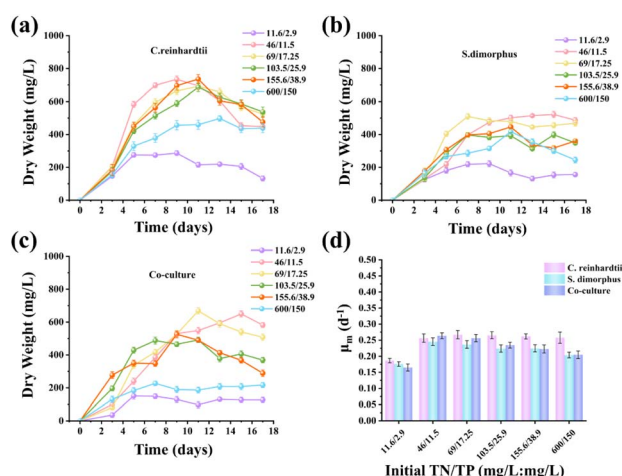 (a)
1000
800
600
400
200
0
Dry Weight (mg/L)
C.reinhardtii
11.6/2.9
46/11.5
69/17.25
103.5/25.9
155.6/38.9
600/150
0 2 4 6 8 10 12 14 16 18
Time (days)
(b)
1000
800
600
400
200
0
Dry Weight (mg/L)
S.dimorphus
11.6/2.9
46/11.5
69/17.25
103.5/25.9
155.6/38.9
600/150
0 2 4 6 8 10 12 14 16 18
Time (days)
(c)
1000
800
600
400
200
0
Dry Weight (mg/L)
Co-culture
11.6/2.9
46/11.5
69/17.25
103.5/25.9
155.6/38.9
600/150
0 2 4 6 8 10 12 14 16 18
Time (days)
(d)
0.50
0.45
0.40
0.35
0.30
0.25
0.20
0.15
0.10
0.05
0.00
μm (d-1)
C. reinhardtii
S. dimorphus
Co-culture
11.6/2.9
46/11.5
69/17.25
103.5/25.9
155.6/38.9
600/150
Initial TN/TP (mg/L:mg/L)